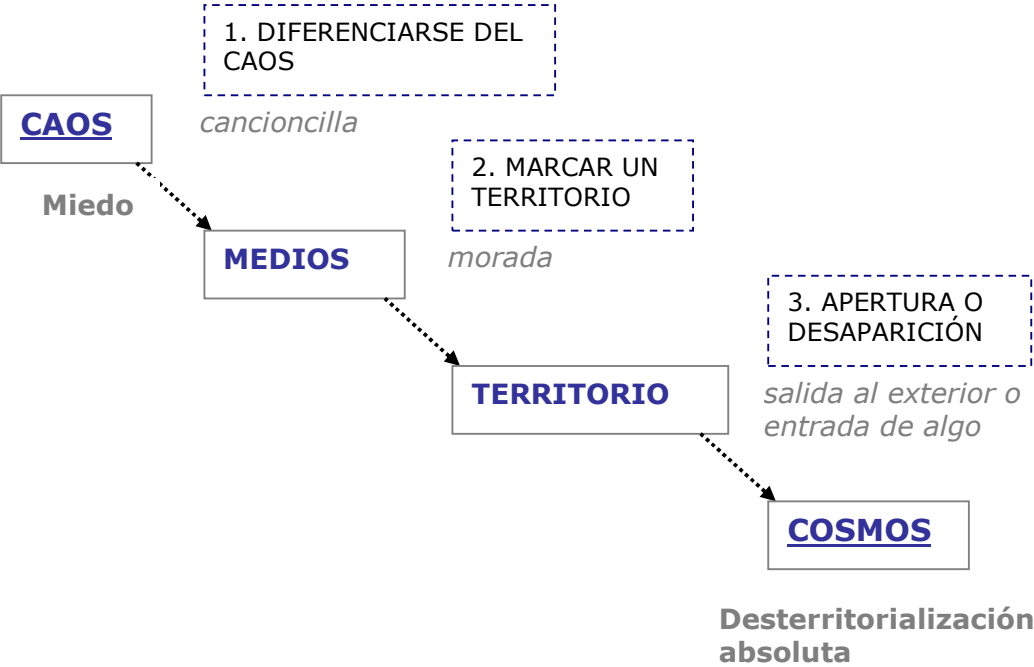 1. DIFERENCIARSE DEL
CAOS
CAOS
cancioncilla
Miedo
2. MARCAR UN
TERRITORIO
MEDIOS
morada
3. APERTURA O
DESAPARICIÓN
TERRITORIO
salida al exterior o
entrada de algo
COSMOS
Desterritorialización
absoluta